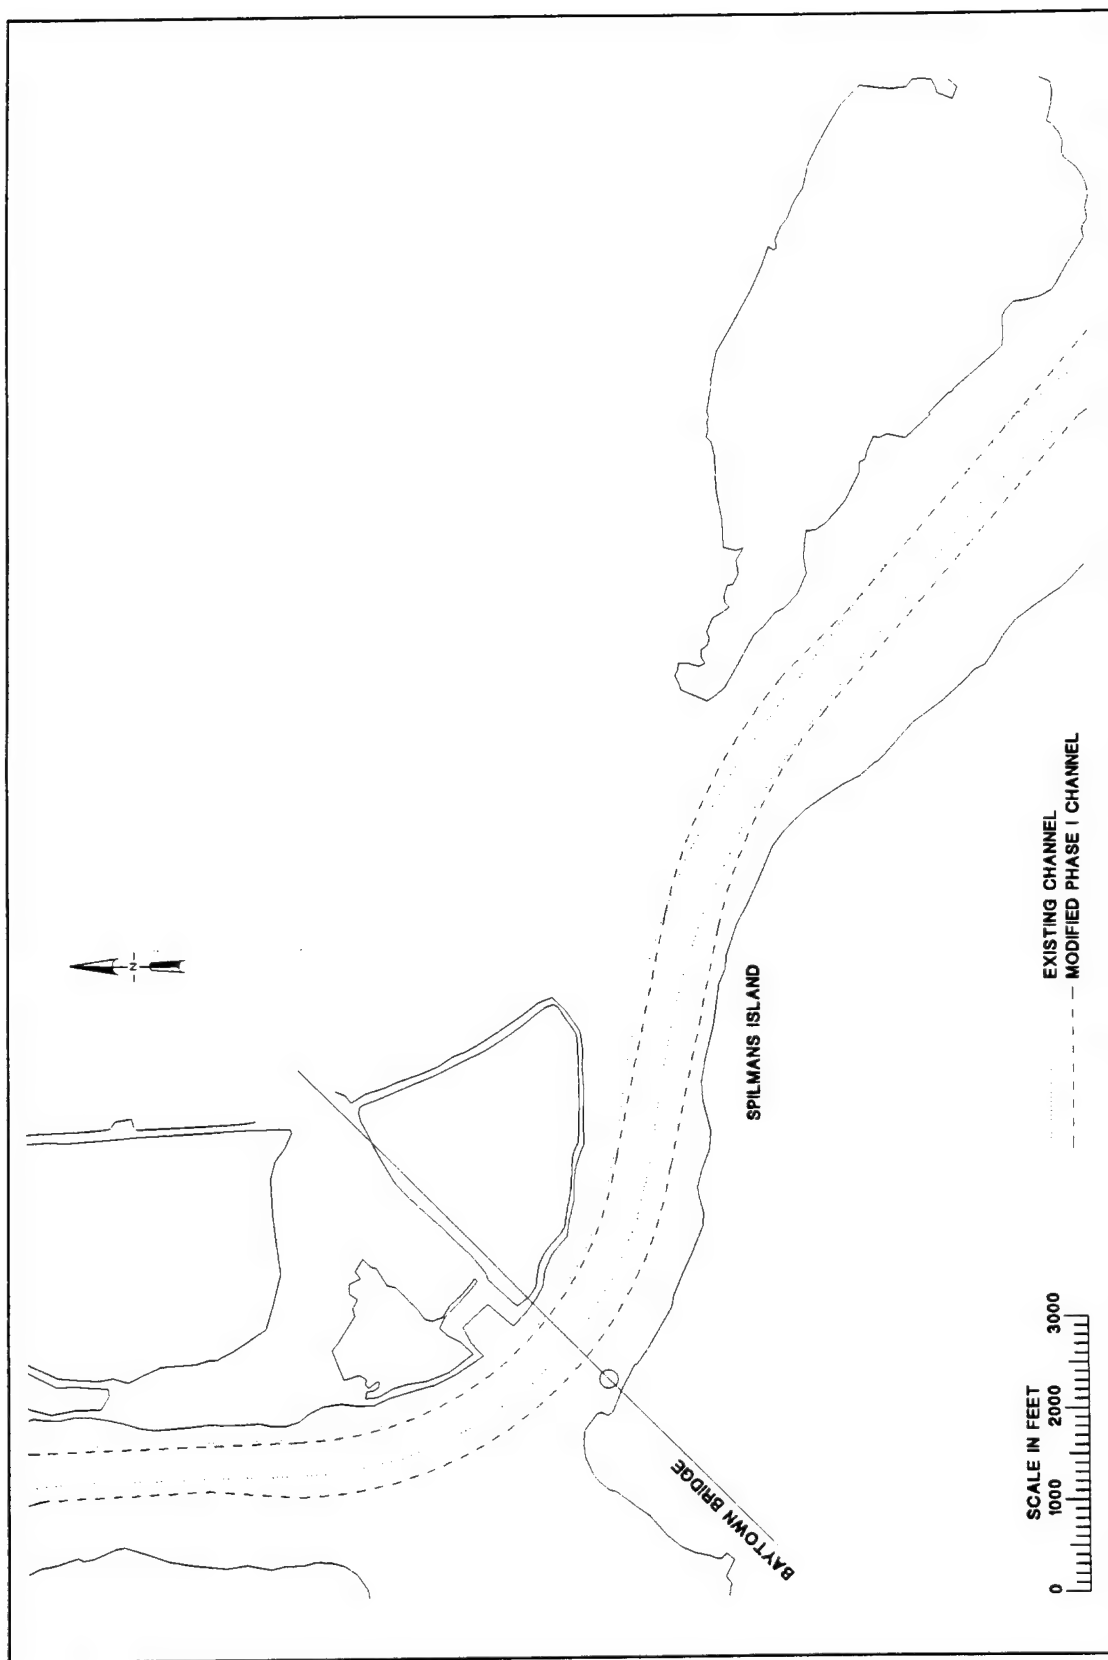 N
SPILMANS ISLAND
BAYTOWN BRIDGE
SCALE IN FEET
0 1000 2000 3000
EXISTING CHANNEL
MODIFIED PHASE I CHANNEL